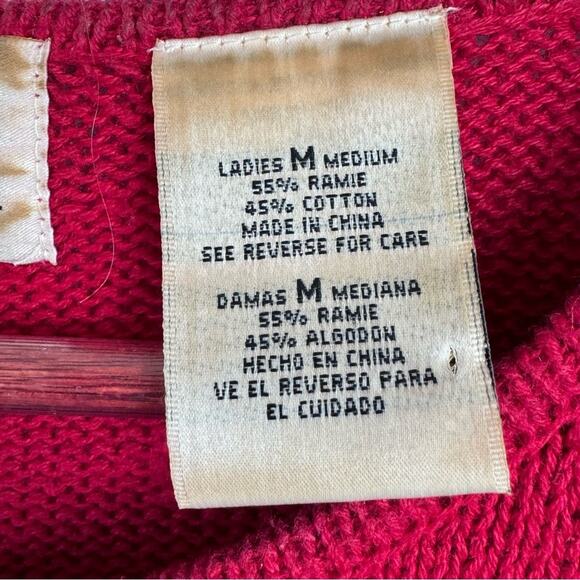 LADIES M MEDIUM
55% RAMIE
45% COTTON
MADE IN CHINA
SEE REVERSE FOR CARE
DAMAS M MEDIANA
55% RAMIE
45% ALGODON
HECHO EN CHINA
VE EL REVERSO PARA
EL CUIDADO